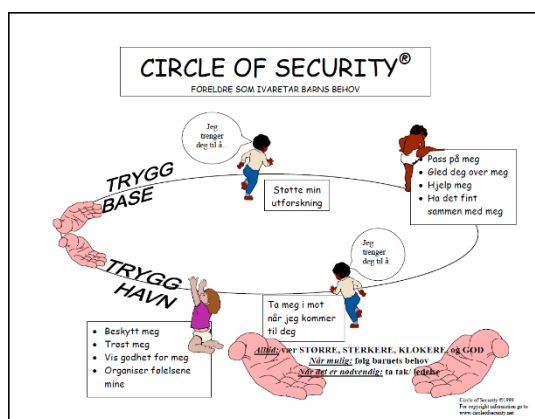 CIRCLE OF SECURITY®
FORELDRE SOM IVARETAR BARNS BEHOV
Jeg
trenger
deg til å...
TRYGG
BASE
Støtte min
utforskning
• Pass på meg
• Gled deg over meg
• Hjelp meg
• Ha det fint
sammen med meg
Jeg
trenger
deg til å...
TRYGG
HAVN
Ta meg i mot
når jeg kommer
til deg
• Beskytt meg
• Trøst meg
• Vis godhet for meg
• Organiser følelsene
mine
Alltid: vær STØRRE, STERKERE, KLOKERE, og GOD
Når mulig: følg barnets behov
Når det er nødvendig: ta tak/ ledelse
Circle of Security ©1999
For copyright information go to
www.circleofsecurity.net